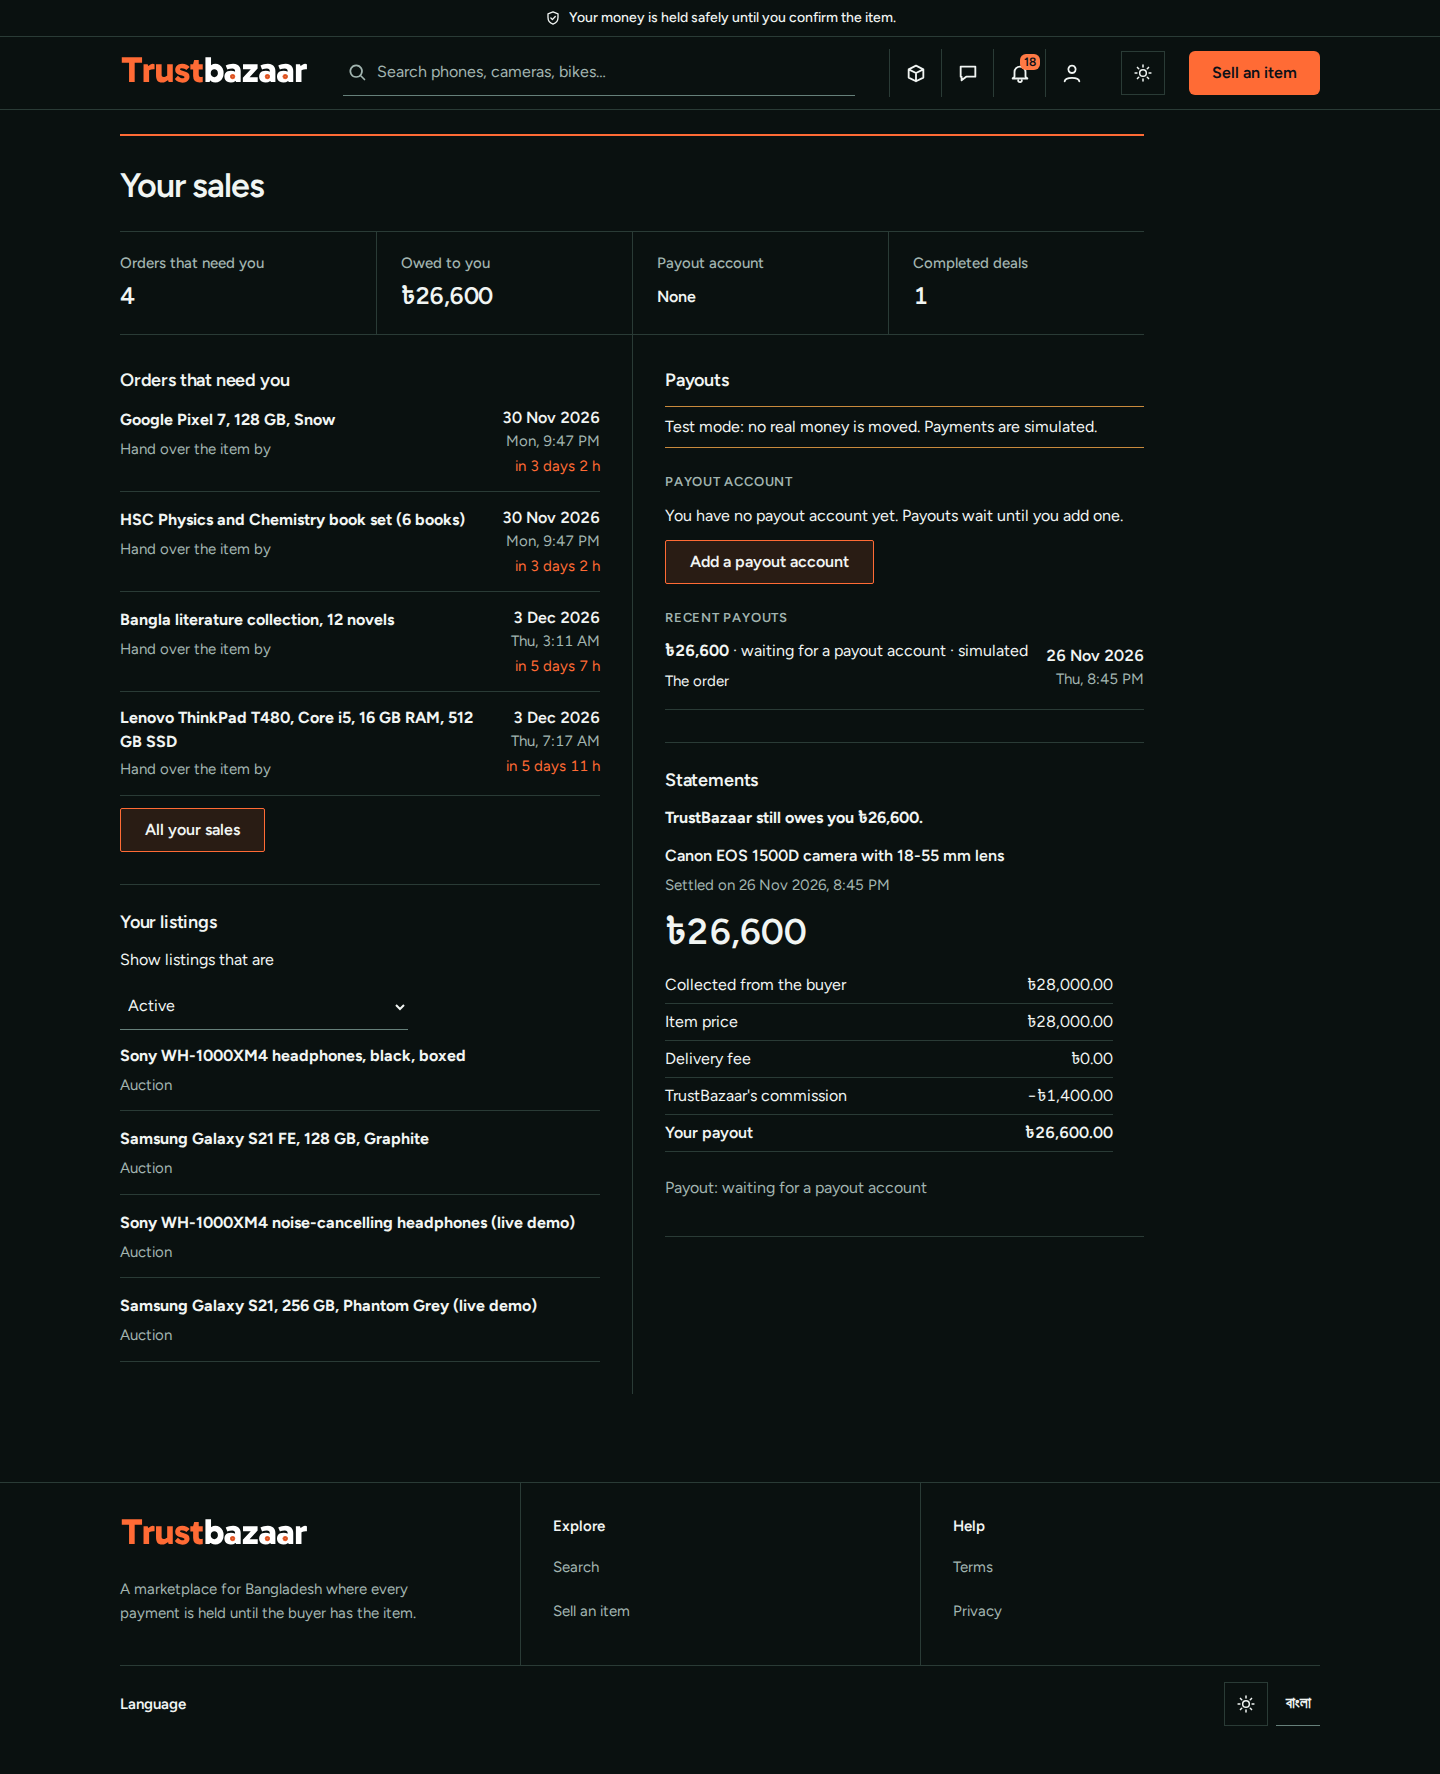 Your money is held safely until you confirm the item.
Trustbazaar
Search phones, cameras, bikes...
18
Sell an item
Your sales
Orders that need you
4
Owed to you
৳26,600
Payout account
None
Completed deals
1
Orders that need you
Google Pixel 7, 128 GB, Snow
30 Nov 2026
Hand over the item by
Mon, 9:47 PM
in 3 days 2 h
HSC Physics and Chemistry book set (6 books)
30 Nov 2026
Hand over the item by
Mon, 9:47 PM
in 3 days 2 h
Bangla literature collection, 12 novels
3 Dec 2026
Hand over the item by
Thu, 3:11 AM
in 5 days 7 h
Lenovo ThinkPad T480, Core i5, 16 GB RAM, 512
GB SSD
3 Dec 2026
Hand over the item by
Thu, 7:17 AM
in 5 days 11 h
All your sales
Your listings
Show listings that are
Active
Sony WH-1000XM4 headphones, black, boxed
Auction
Samsung Galaxy S21 FE, 128 GB, Graphite
Auction
Sony WH-1000XM4 noise-cancelling headphones (live demo)
Auction
Samsung Galaxy S21, 256 GB, Phantom Grey (live demo)
Auction
Payouts
Test mode: no real money is moved. Payments are simulated.
PAYOUT ACCOUNT
You have no payout account yet. Payouts wait until you add one.
Add a payout account
RECENT PAYOUTS
৳26,600 · waiting for a payout account · simulated
26 Nov 2026
The order
Thu, 8:45 PM
Statements
TrustBazaar still owes you ৳26,600.
Canon EOS 1500D camera with 18-55 mm lens
Settled on 26 Nov 2026, 8:45 PM
৳26,600
Collected from the buyer ৳28,000.00
Item price ৳28,000.00
Delivery fee ৳0.00
TrustBazaar's commission -৳1,400.00
Your payout ৳26,600.00
Payout: waiting for a payout account
Trustbazaar
A marketplace for Bangladesh where every
payment is held until the buyer has the item.
Explore
Search
Sell an item
Help
Terms
Privacy
Language
বাংলা